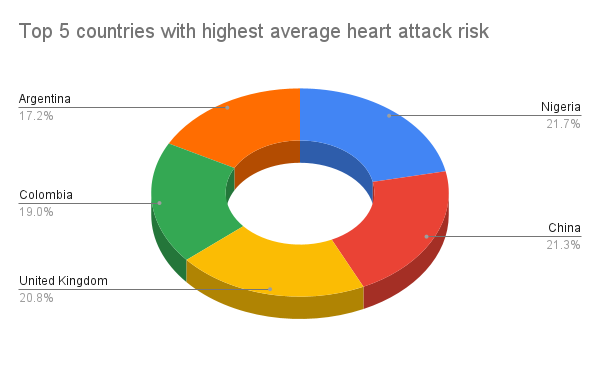 Top 5 countries with highest average heart attack risk
Argentina
17.2%
Nigeria
21.7%
Colombia
19.0%
China
21.3%
United Kingdom
20.8%